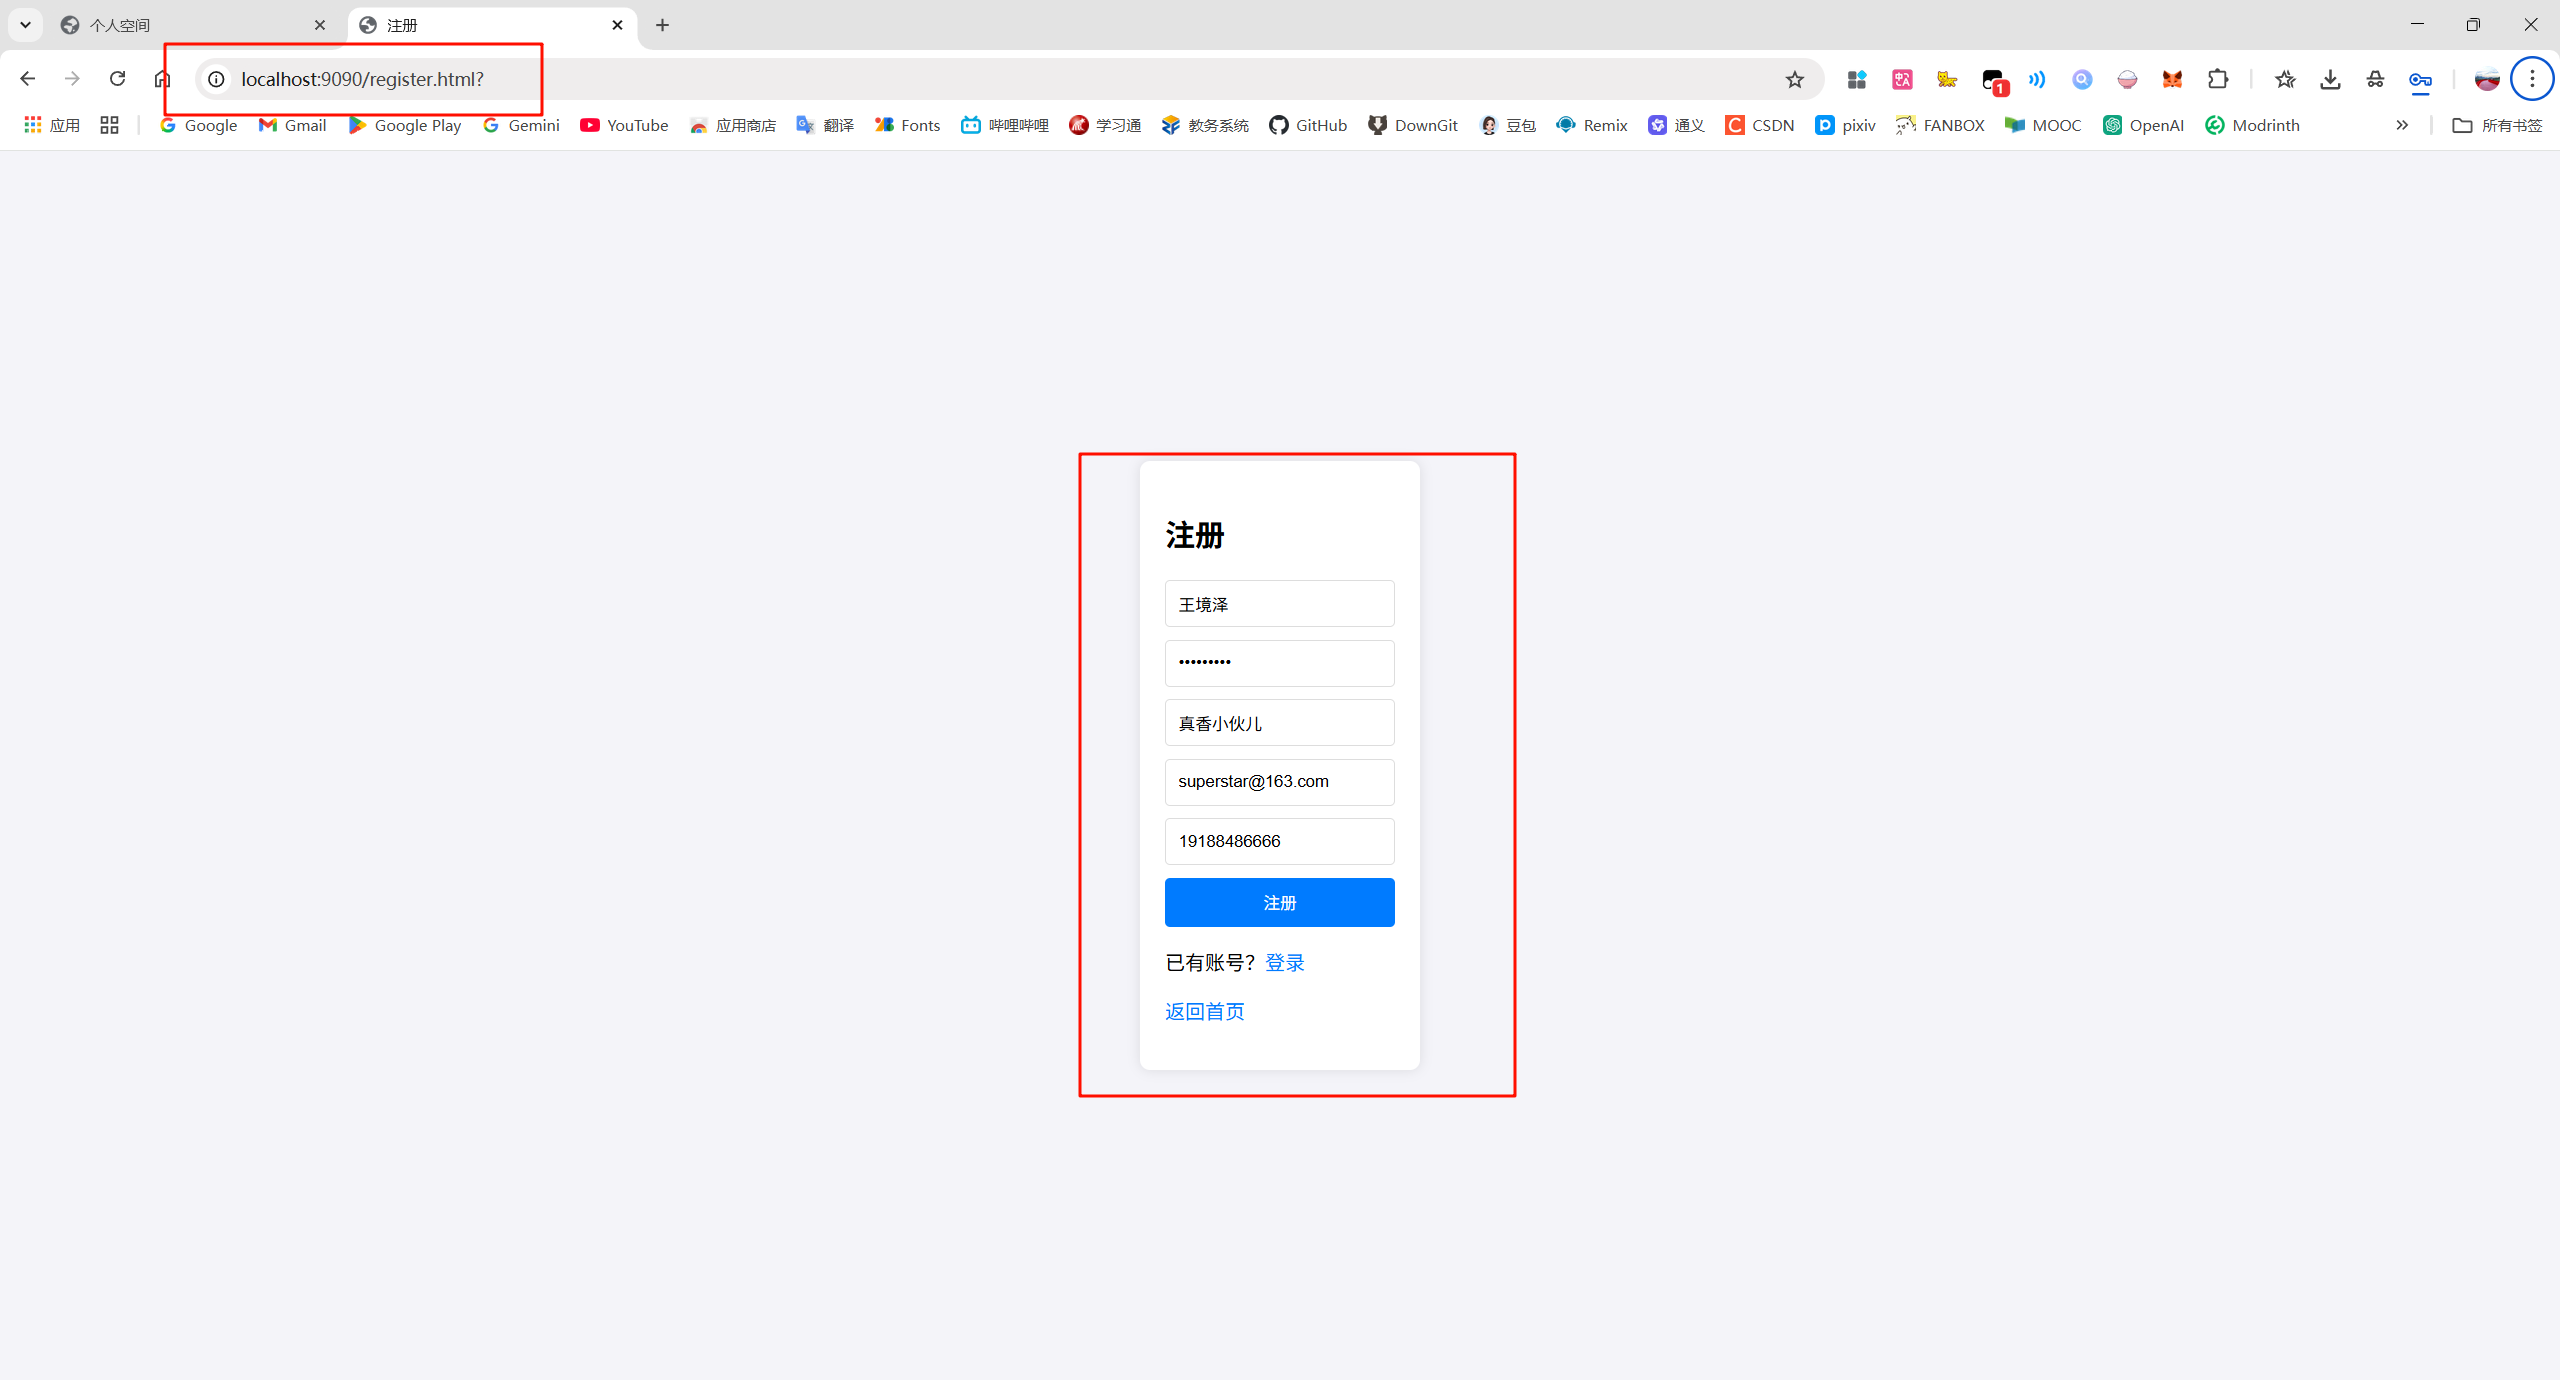 个人空间
注册
localhost:9090/register.html?
1
应用
Google
Gmail
Google Play
Gemini
YouTube
应用商店
翻译
Fonts
哔哩哔哩
学习通
教务系统
GitHub
DownGit
豆包
Remix
通义
CSDN
pixiv
FANBOX
MOOC
OpenAI
Modrinth
所有书签
注册
王境泽
•••••••••
真香小伙儿
superstar@163.com
19188486666
注册
已有账号？登录
返回首页